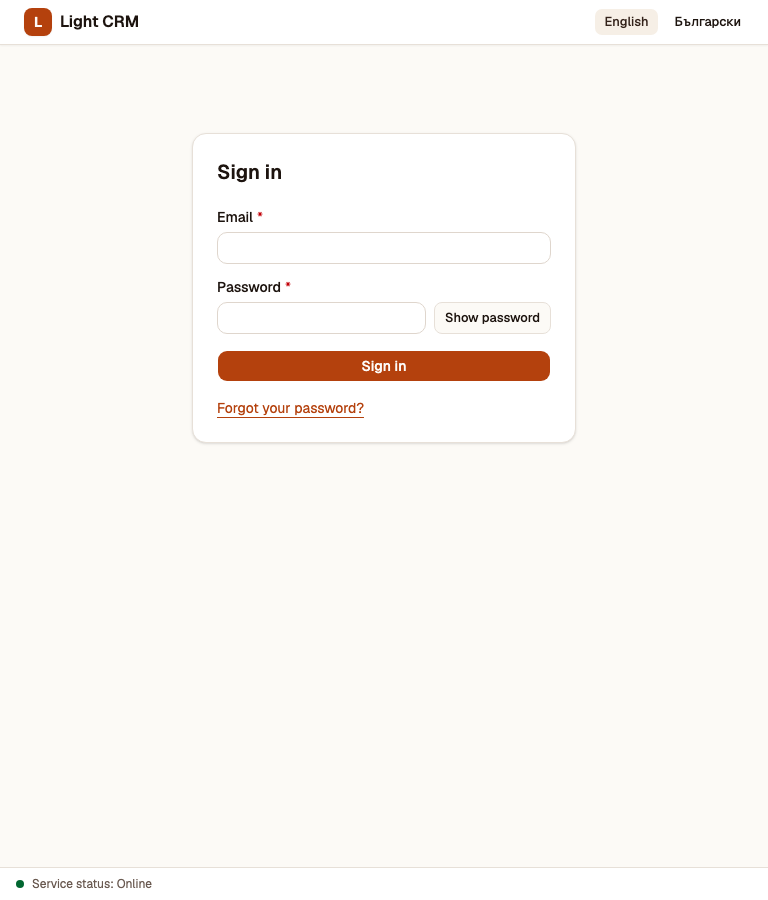 L Light CRM English Български
Sign in
Email *
Password *
Show password
Sign in
Forgot your password?
Service status: Online